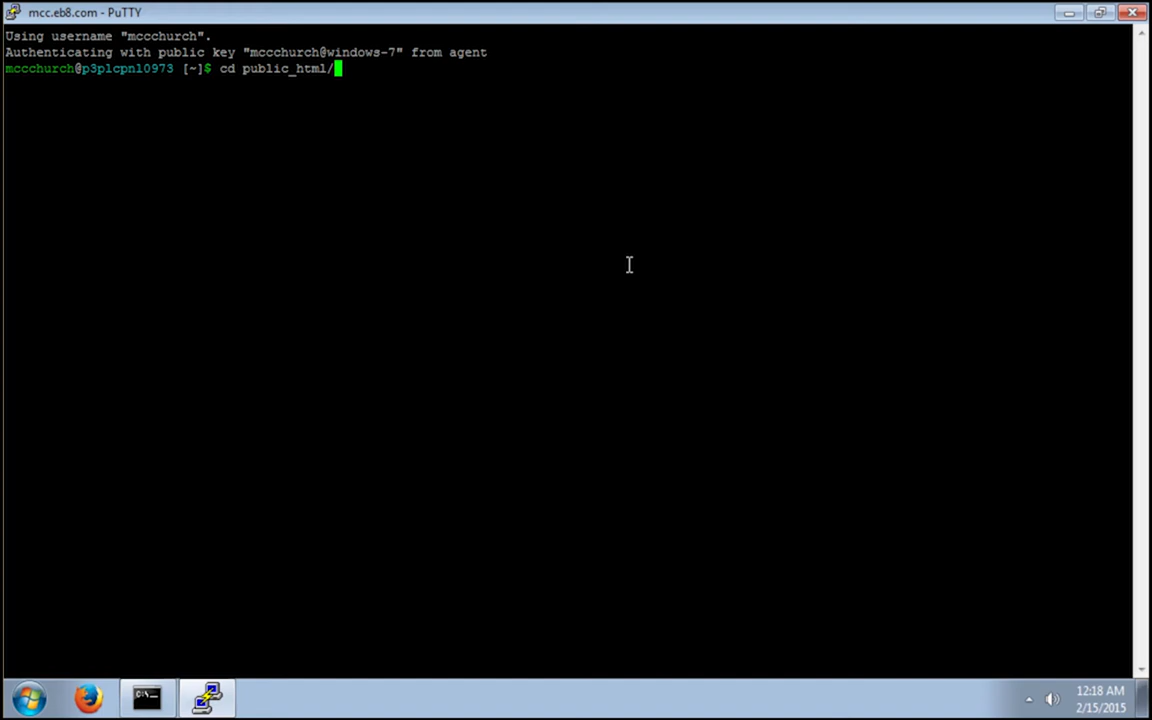 mcc.eb8.com - PuTTY
Using username "mccchurch".
Authenticating with public key "mccchurch@windows-7" from agent
mccchurch@p3plcpnl0973 [~]$ cd public_html/
C:\.
12:18 AM
2/15/2015